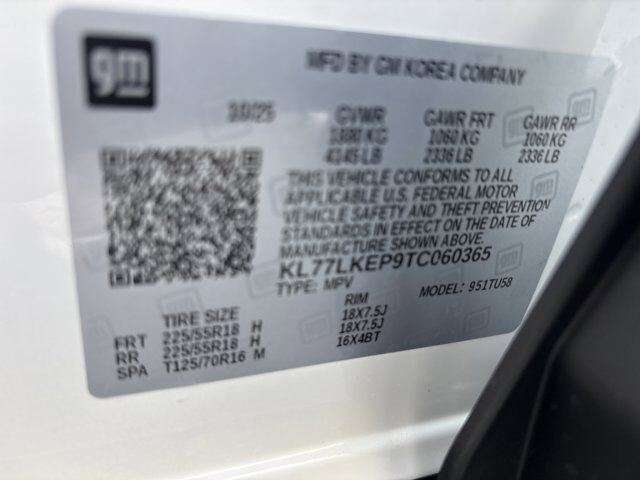 gm
MFD BY GM KOREA COMPANY
10/25 GVWR GAWR FRT GAWR RR
1880 KG 1060 KG 1060 KG
4145 LB 2336 LB 2336 LB
THIS VEHICLE CONFORMS TO ALL
APPLICABLE U.S. FEDERAL MOTOR
VEHICLE SAFETY AND THEFT PREVENTION
STANDARDS IN EFFECT ON THE DATE OF
MANUFACTURE SHOWN ABOVE.
KL77LKEP9TC060365
TYPE: MPV MODEL: 951TU58
TIRE SIZE RIM
FRT 225/55R18 H 18X7.5J
RR 225/55R18 H 18X7.5J
SPA T125/70R16 M 16X4BT